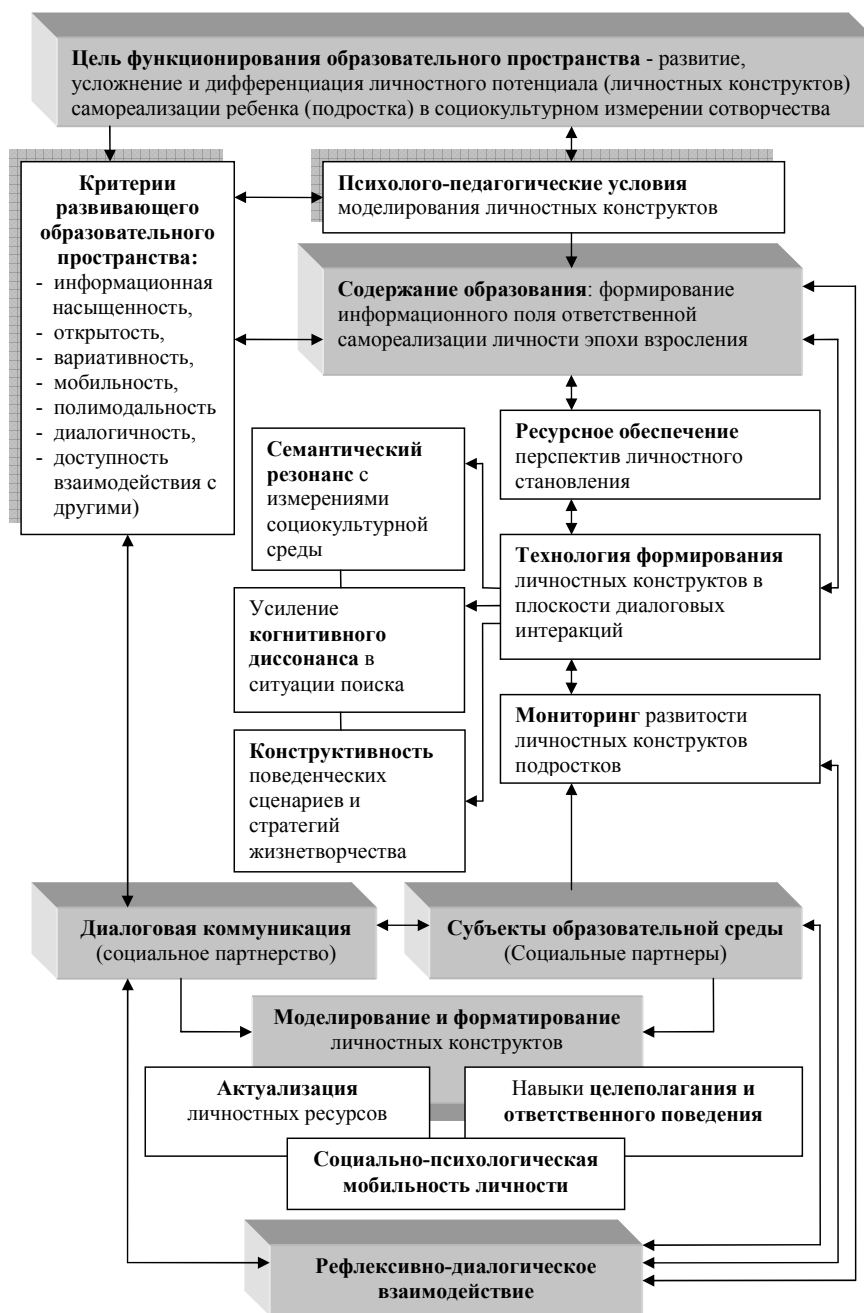 Цель функционирования образовательного пространства - развитие,
усложнение и дифференциация личностного потенциала (личностных конструктов)
самореализации ребенка (подростка) в социокультурном измерении сотворчества
Критерии
развивающего
образовательного
пространства:
- информационная
насыщенность,
- открытость,
- вариативность,
- мобильность,
- полимодальность
- диалогичность,
- доступность
взаимодействия с
другими)
Психолого-педагогические условия
моделирования личностных конструктов
Содержание образования: формирование
информационного поля ответственной
самореализации личности эпохи взросления
Ресурсное обеспечение
перспектив личностного
становления
Семантический
резонанс с
измерениями
социокультурной
среды
Технология формирования
личностных конструктов в
плоскости диалоговых
интеракций
Усиление
когнитивного
диссонанса в
ситуации поиска
Мониторинг развитости
личностных конструктов
подростков
Конструктивность
поведенческих
сценариев и
стратегий
жизнетворчества
Диалоговая коммуникация
(социальное партнерство)
Субъекты образовательной среды
(Социальные партнеры)
Моделирование и форматирование
личностных конструктов
Актуализация
личностных ресурсов
Навыки целеполагания и
ответственного поведения
Социально-психологическая
мобильность личности
Рефлексивно-диалогическое
взаимодействие